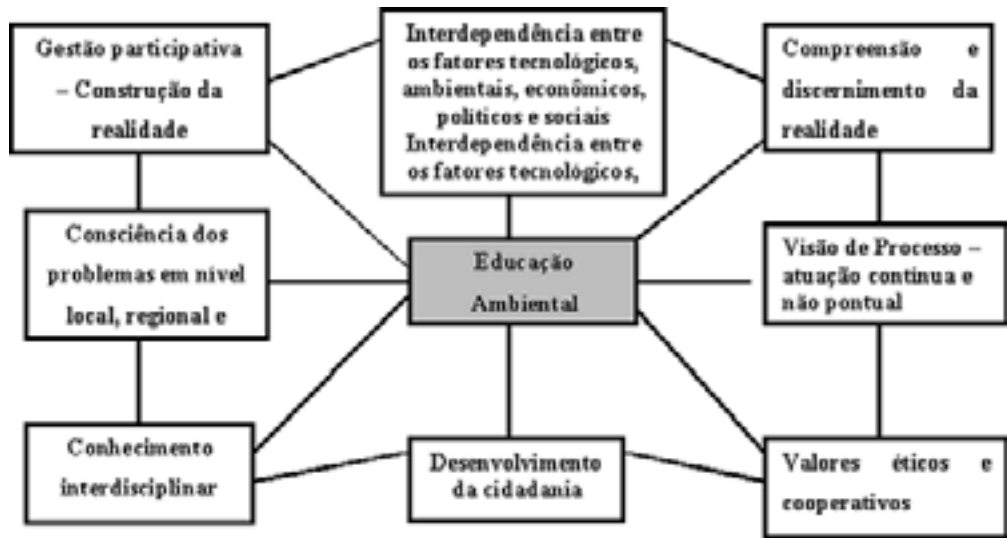 Gestão participativa
– Construção da
realidade
Interdependência entre
os fatores tecnológicos,
ambientais, econômicos,
políticos e sociais
Interdependência entre
os fatores tecnológicos,
Compreensão e
discernimento da
realidade
Consciência dos
problemas em nível
local, regional e
Educação
Ambiental
Visão de Processo –
atuação contínua e
não pontual
Conhecimento
interdisciplinar
Desenvolvimento
da cidadania
Valores éticos e
cooperativos